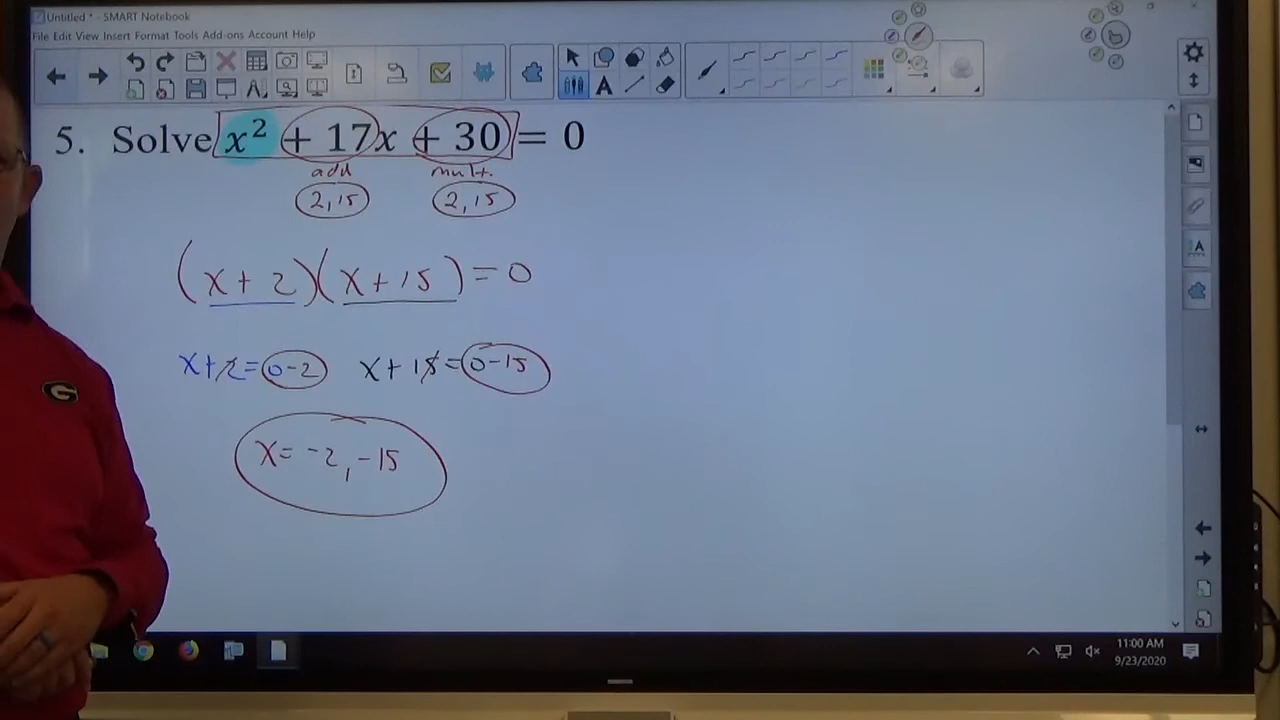 Untitled * - SMART Notebook
File Edit View Insert Format Tools Add-ons Account Help
5. Solve x² + 17x + 30 = 0
add mult.
2,15 2,15
(x+2)(x+15)=0
x+2=0-2 x+15=0-15
x=-2,-15
G
11:00 AM
9/23/2020